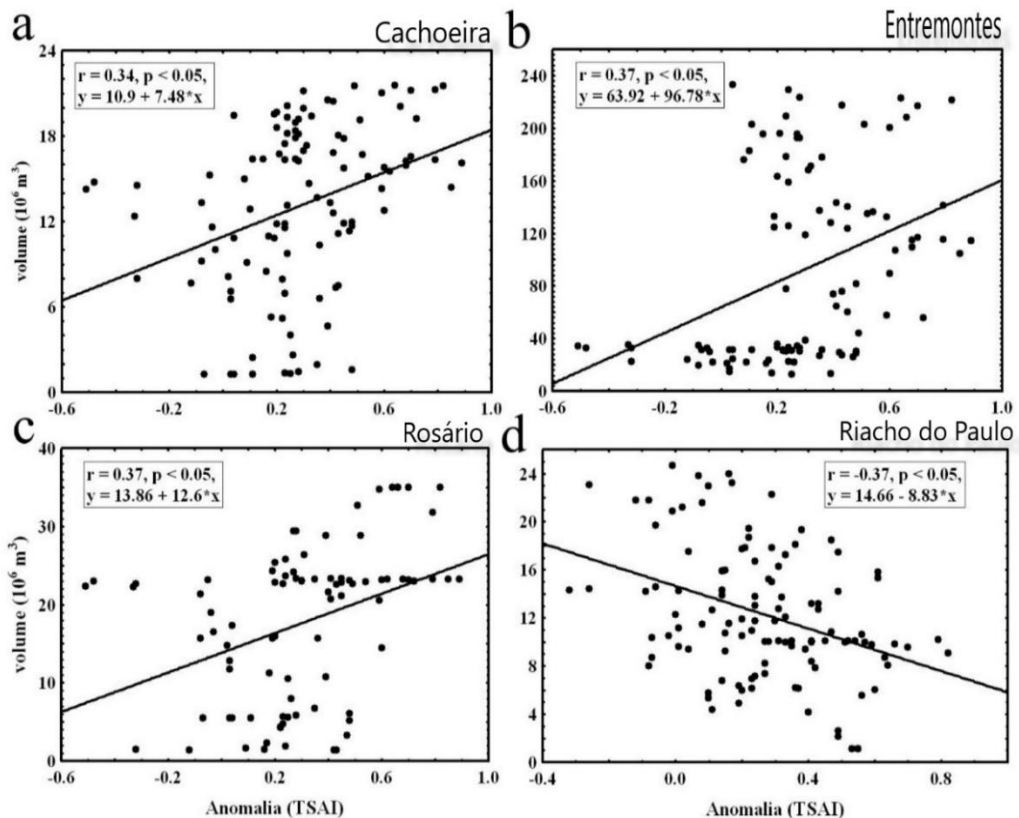 a
Cachoeira
r = 0.34, p < 0.05,
y = 10.9 + 7.48*x
volume (10⁶ m³)
24
18
12
6
0
-0.6
-0.2
0.2
0.6
1.0
b
Entremontes
r = 0.37, p < 0.05,
y = 63.92 + 96.78*x
240
200
160
120
80
40
0
-0.6
-0.2
0.2
0.6
1.0
c
Rosário
r = 0.37, p < 0.05,
y = 13.86 + 12.6*x
volume (10⁶ m³)
40
30
20
10
0
-0.6
-0.2
0.2
0.6
1.0
Anomalia (TSAI)
d
Riacho do Paulo
r = -0.37, p < 0.05,
y = 14.66 - 8.83*x
24
20
16
12
8
4
0
-0.4
0.0
0.4
0.8
Anomalia (TSAI)